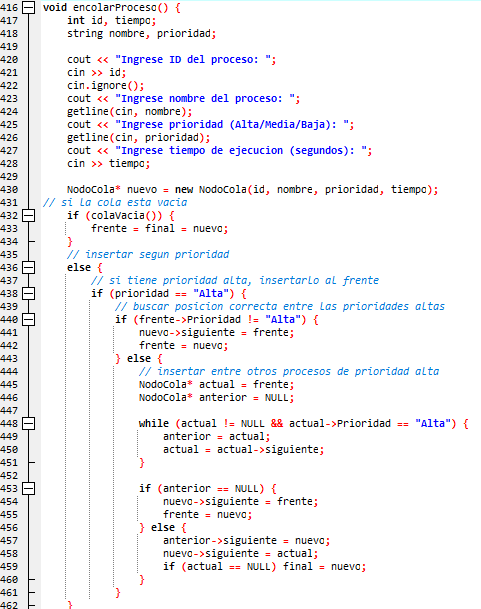 416 void encolarProceso() {
417 int id, tiempo;
418 string nombre, prioridad;
419
420 cout << "Ingrese ID del proceso: ";
421 cin >> id;
422 cin.ignore();
423 cout << "Ingrese nombre del proceso: ";
424 getline(cin, nombre);
425 cout << "Ingrese prioridad (Alta/Media/Baja): ";
426 getline(cin, prioridad);
427 cout << "Ingrese tiempo de ejecucion (segundos): ";
428 cin >> tiempo;
429
430 NodoCola* nuevo = new NodoCola(id, nombre, prioridad, tiempo);
431 // si la cola esta vacia
432 if (colaVacia()) {
433 frente = final = nuevo;
434 }
435 // insertar segun prioridad
436 else {
437 // si tiene prioridad alta, insertarlo al frente
438 if (prioridad == "Alta") {
439 // buscar posicion correcta entre las prioridades altas
440 if (frente->Prioridad != "Alta") {
441 nuevo->siguiente = frente;
442 frente = nuevo;
443 } else {
444 // insertar entre otros procesos de prioridad alta
445 NodoCola* actual = frente;
446 NodoCola* anterior = NULL;
447
448 while (actual != NULL && actual->Prioridad == "Alta") {
449 anterior = actual;
450 actual = actual->siguiente;
451 }
452
453 if (anterior == NULL) {
454 nuevo->siguiente = frente;
455 frente = nuevo;
456 } else {
457 anterior->siguiente = nuevo;
458 nuevo->siguiente = actual;
459 if (actual == NULL) final = nuevo;
460 }
461 }
462 }